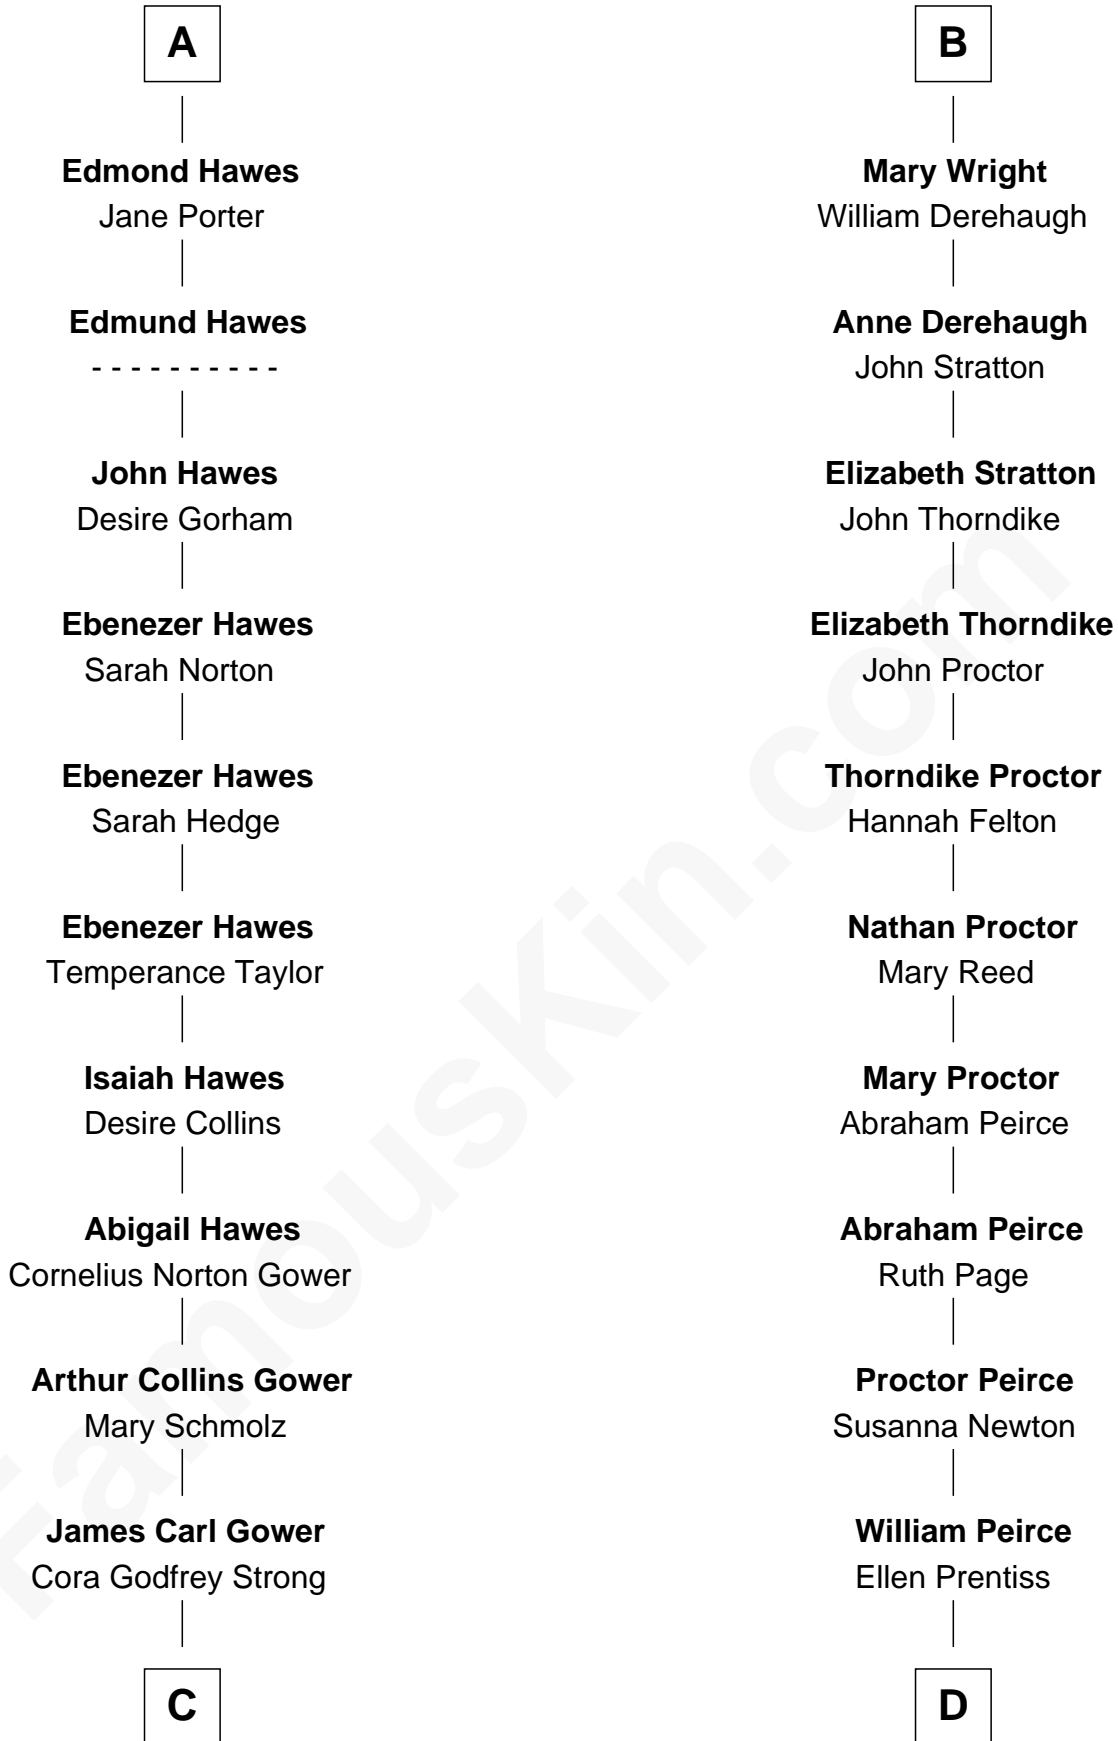 A
Edmond Hawes
Jane Porter
Edmund Hawes
- - - - - - - - - -
John Hawes
Desire Gorham
Ebenezer Hawes
Sarah Norton
Ebenezer Hawes
Sarah Hedge
Ebenezer Hawes
Temperance Taylor
Isaiah Hawes
Desire Collins
Abigail Hawes
Cornelius Norton Gower
Arthur Collins Gower
Mary Schmolz
James Carl Gower
Cora Godfrey Strong
C
B
Mary Wright
William Derehaugh
Anne Derehaugh
John Stratton
Elizabeth Stratton
John Thorndike
Elizabeth Thorndike
John Proctor
Thorndike Proctor
Hannah Felton
Nathan Proctor
Mary Reed
Mary Proctor
Abraham Peirce
Abraham Peirce
Ruth Page
Proctor Peirce
Susanna Newton
William Peirce
Ellen Prentiss
D
FamousKin.com